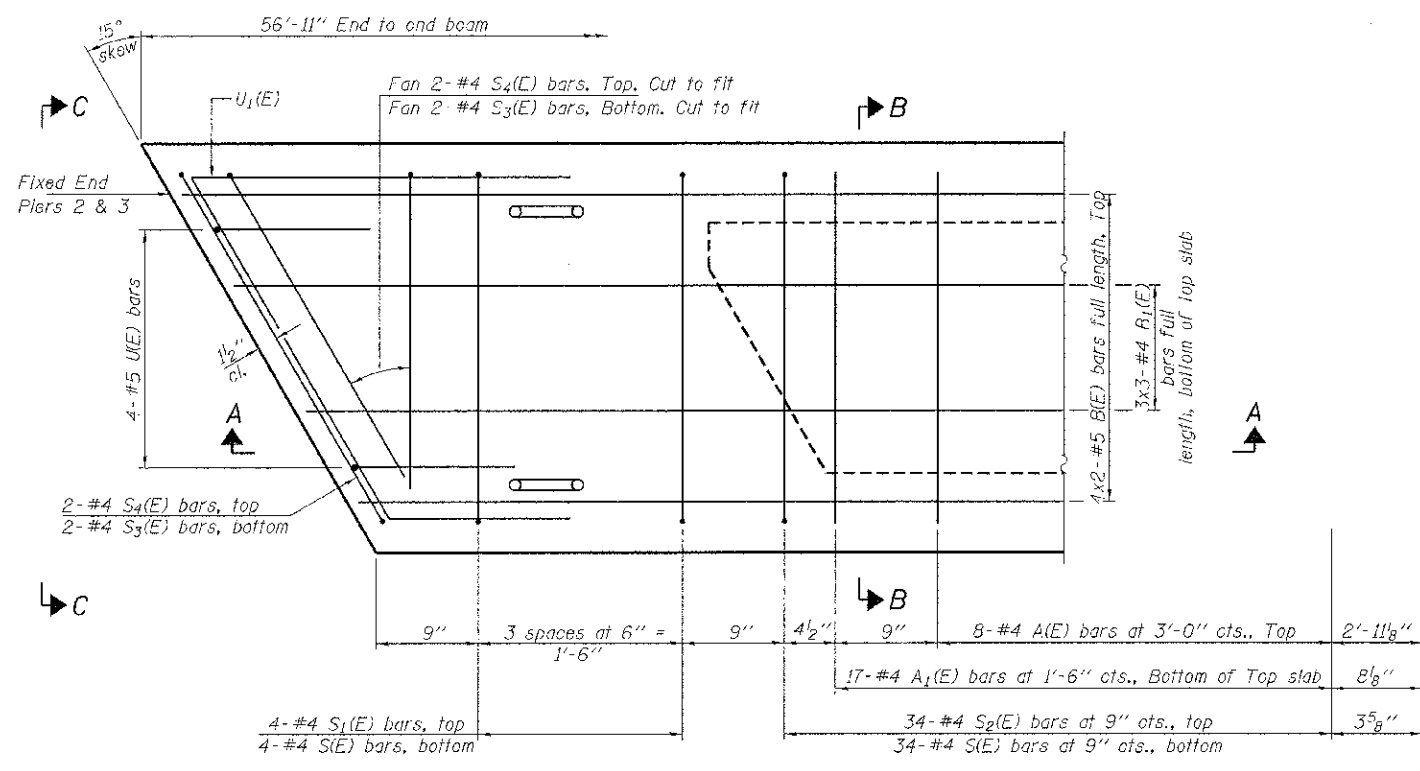 15°
skew
56'-11" End to end beam
Fan 2-#4 S4(E) bars. Top. Cut to fit
Fan 2-#4 S3(E) bars, Bottom. Cut to fit
U1(E)
C
B
Fixed End
Piers 2 & 3
4-#5 U(E) bars
1½"
cl.
A
A
4x2-#5 B(E) bars full length, Top
3x3-#4 B1(E)
bars full
length, bottom of top slab
2-#4 S4(E) bars, top
2-#4 S3(E) bars, bottom
C
B
9"
3 spaces at 6" =
1'-6"
9"
4½"
9"
8-#4 A(E) bars at 3'-0" cts., Top
2'-11⅛"
17-#4 A1(E) bars at 1'-6" cts., Bottom of Top slab
8⅛"
4-#4 S1(E) bars, top
4-#4 S(E) bars, bottom
34-#4 S2(E) bars at 9" cts., top
34-#4 S(E) bars at 9" cts., bottom
3⅝"